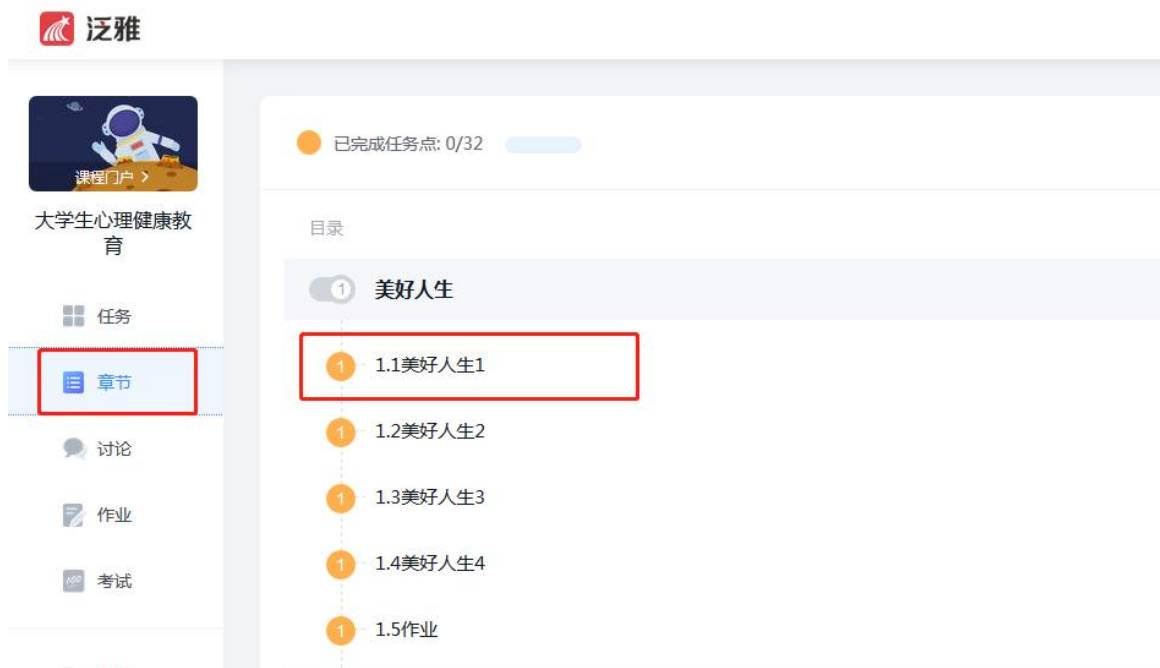 泛雅
课程门户 >
大学生心理健康教
育
任务
章节
讨论
作业
考试
已完成任务点: 0/32
目录
1 美好人生
1 1.1美好人生1
1 1.2美好人生2
1 1.3美好人生3
1 1.4美好人生4
1 1.5作业